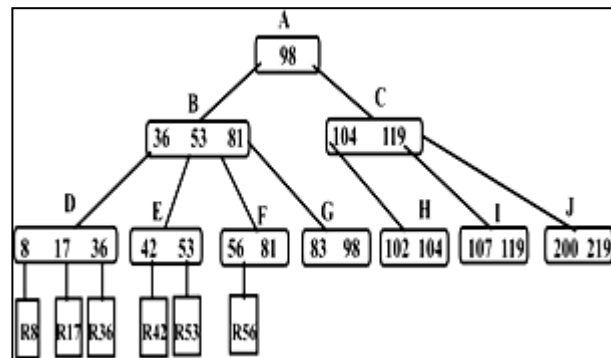 A
98
B C
36 53 81 104 119
D E F G H I J
8 17 36 42 53 56 81 83 98 102 104 107 119 200 219
R8 R17 R36 R42 R53 R56